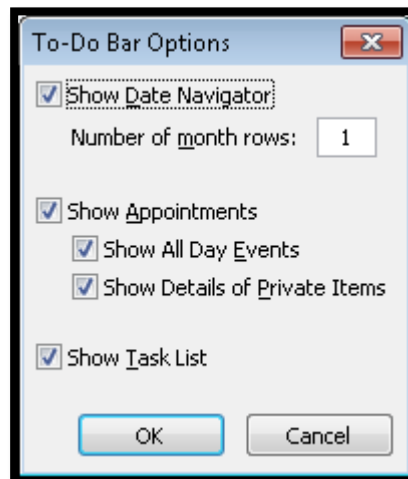 To-Do Bar Options
Show Date Navigator
Number of month rows: 1
Show Appointments
Show All Day Events
Show Details of Private Items
Show Task List
OK Cancel